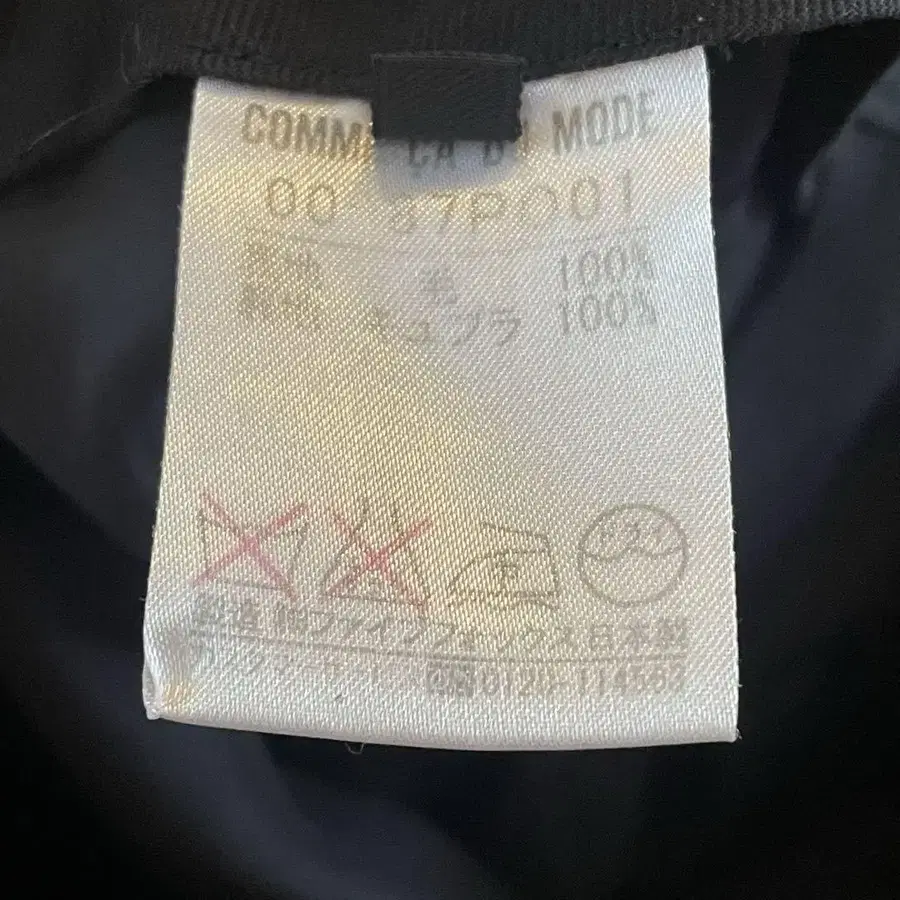 COMME ÇA DU MODE
00-37P001
表地 毛 100%
裏地 キュプラ 100%
ドライ
製造 ㈱ファインフォックス 日本製
0120-114563